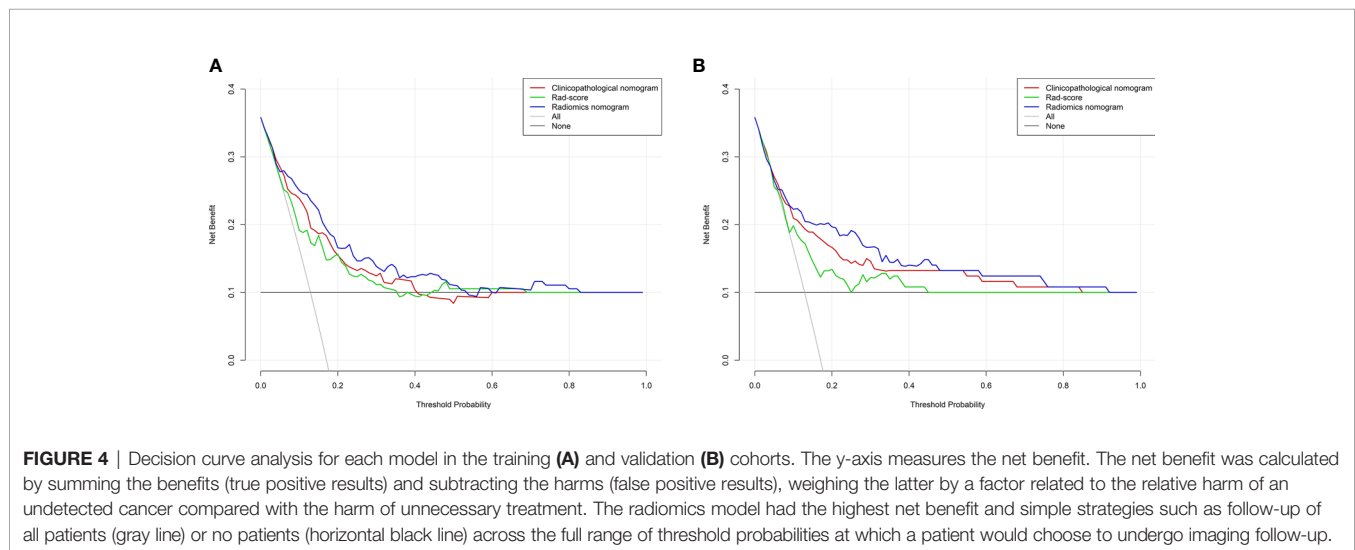 A
B
0.4
0.3
0.2
0.1
0.0
Net Benefit
Clinicopathological nomogram
Rad-score
Radiomics nomogram
All
None
0.0 0.2 0.4 0.6 0.8 1.0
Threshold Probability
0.4
0.3
0.2
0.1
0.0
Net Benefit
Clinicopathological nomogram
Rad-score
Radiomics nomogram
All
None
0.0 0.2 0.4 0.6 0.8 1.0
Threshold Probability
FIGURE 4 | Decision curve analysis for each model in the training (A) and validation (B) cohorts. The y-axis measures the net benefit. The net benefit was calculated
by summing the benefits (true positive results) and subtracting the harms (false positive results), weighing the latter by a factor related to the relative harm of an
undetected cancer compared with the harm of unnecessary treatment. The radiomics model had the highest net benefit and simple strategies such as follow-up of
all patients (gray line) or no patients (horizontal black line) across the full range of threshold probabilities at which a patient would choose to undergo imaging follow-up.